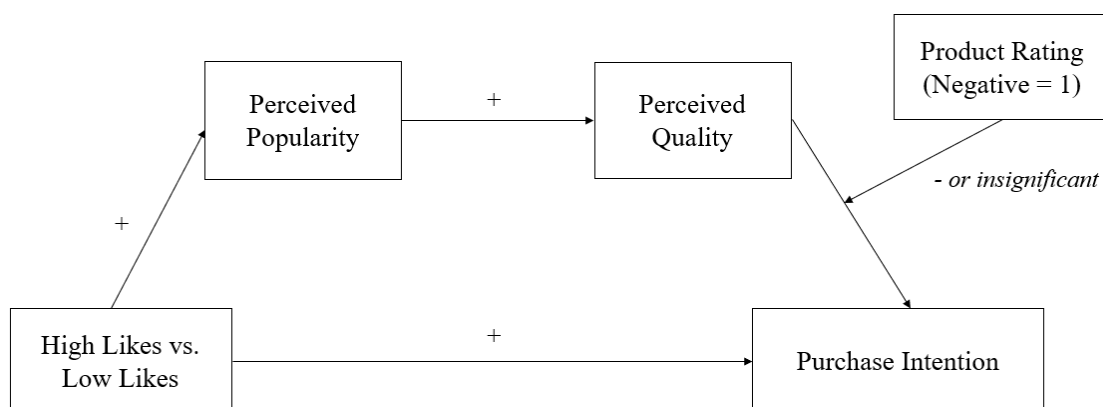 Product Rating
(Negative = 1)
+
Perceived
Popularity
Perceived
Quality
- or insignificant
+
+
High Likes vs.
Low Likes
Purchase Intention